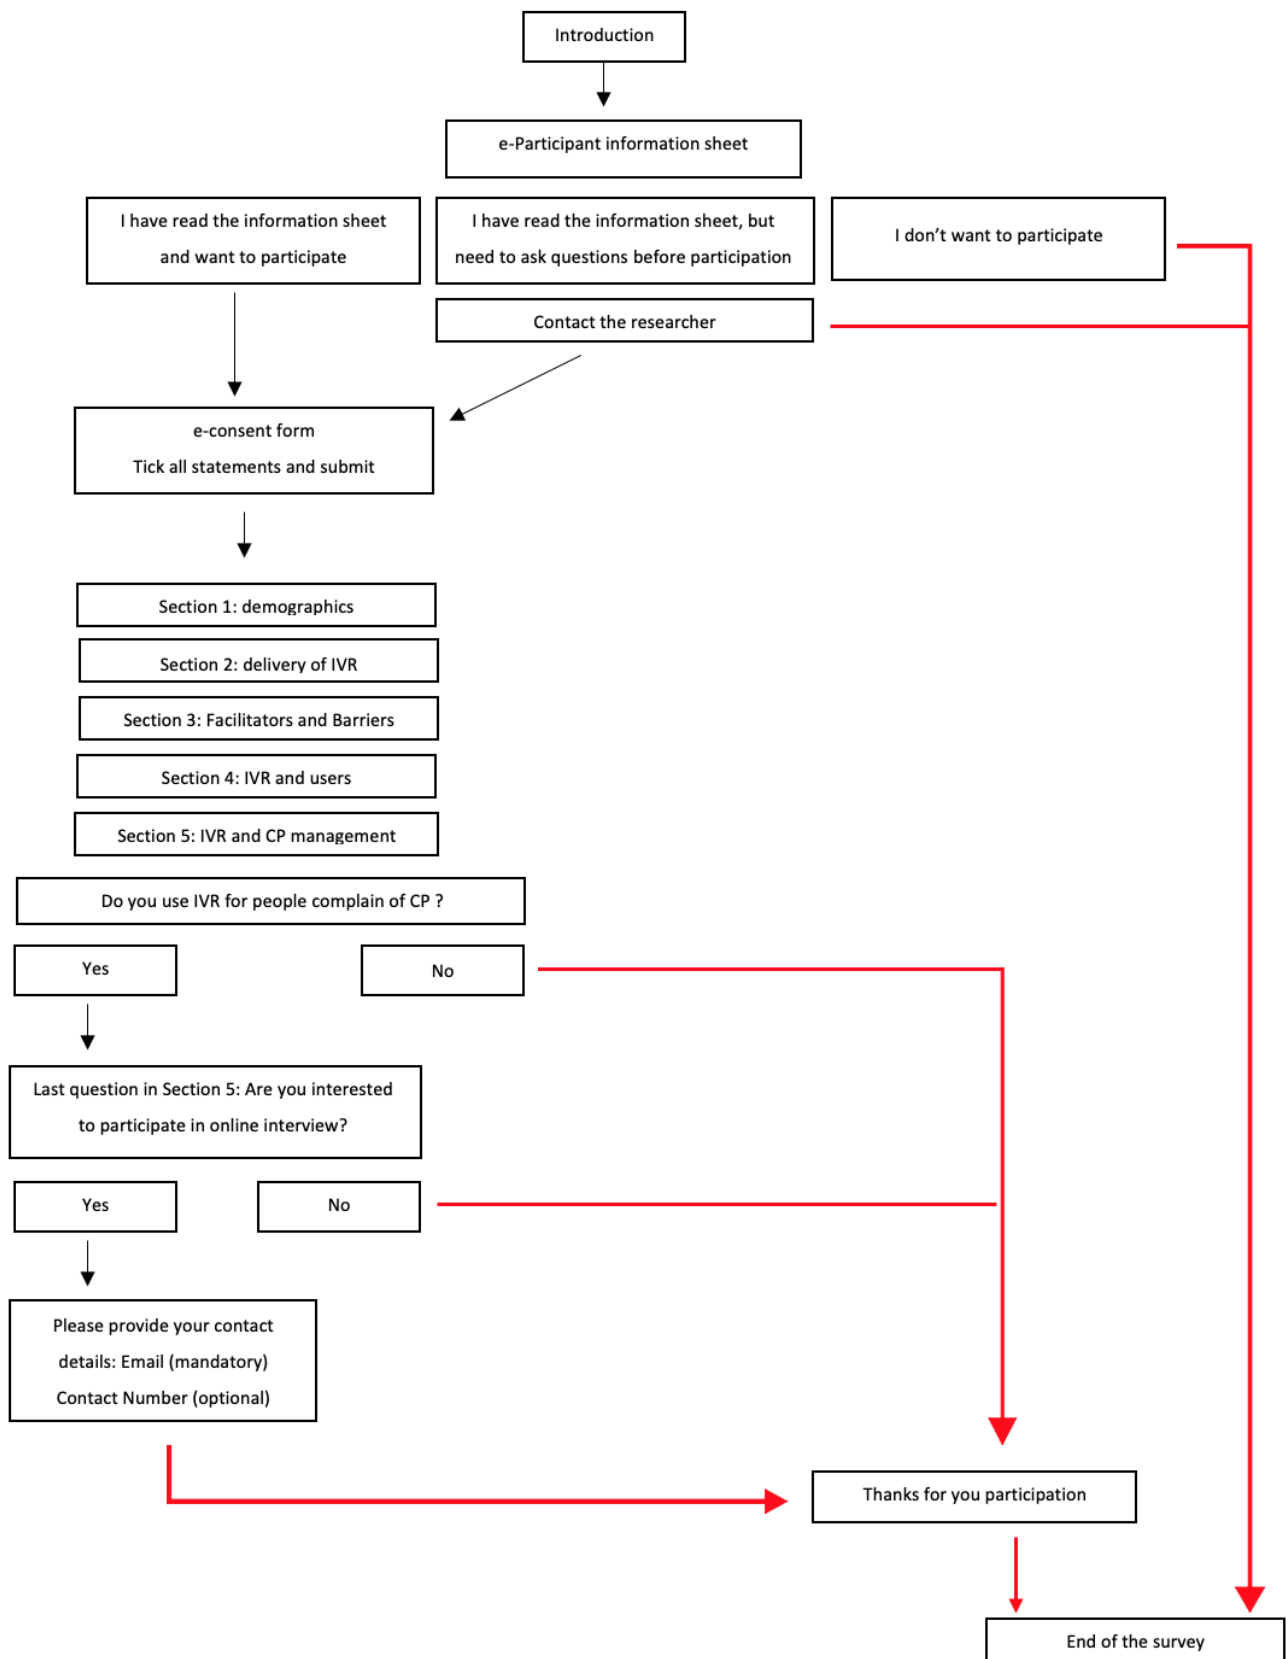 Introduction
e-Participant information sheet
I have read the information sheet
and want to participate
I have read the information sheet, but
need to ask questions before participation
I don't want to participate
Contact the researcher
e-consent form
Tick all statements and submit
Section 1: demographics
Section 2: delivery of IVR
Section 3: Facilitators and Barriers
Section 4: IVR and users
Section 5: IVR and CP management
Do you use IVR for people complain of CP ?
Yes
No
Last question in Section 5: Are you interested
to participate in online interview?
Yes
No
Please provide your contact
details: Email (mandatory)
Contact Number (optional)
Thanks for you participation
End of the survey